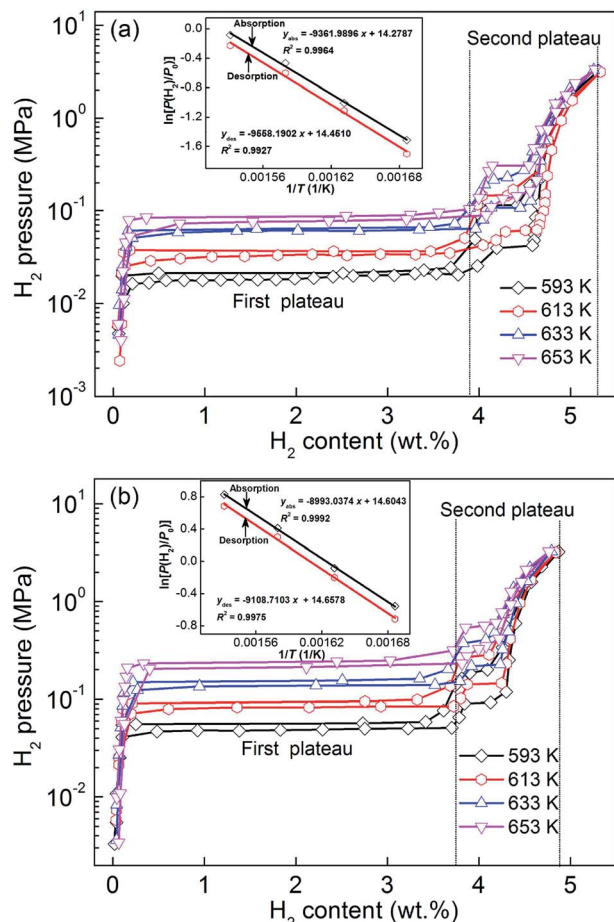 (a)
Absorption
Desorption
y_abs = -9361.9896 x + 14.2787
R² = 0.9964
y_des = -9558.1902 x + 14.4510
R² = 0.9927
ln[P(H₂)/P₀)]
0.0
-0.4
-0.8
-1.2
-1.6
0.00156 0.00162 0.00168
1/T (1/K)
Second plateau
First plateau
593 K
613 K
633 K
653 K
H₂ pressure (MPa)
10¹
10⁰
10⁻¹
10⁻²
10⁻³
0 1 2 3 4 5
H₂ content (wt.%)
(b)
Absorption
Desorption
y_abs = -8993.0374 x + 14.6043
R² = 0.9992
y_des = -9108.7103 x + 14.6578
R² = 0.9975
ln[P(H₂)/P₀)]
0.8
0.4
0.0
-0.4
-0.8
0.00156 0.00162 0.00168
1/T (1/K)
Second plateau
First plateau
593 K
613 K
633 K
653 K
H₂ pressure (MPa)
10¹
10⁰
10⁻¹
10⁻²
0 1 2 3 4 5
H₂ content (wt.%)